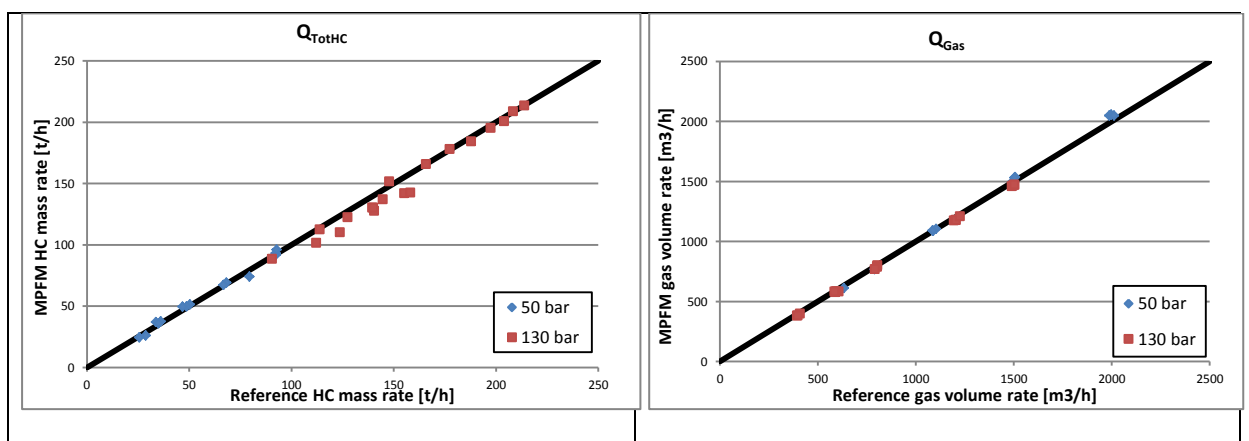 Q_TotHC
MPFM HC mass rate [t/h]
250
200
150
100
50
0
0 50 100 150 200 250
Reference HC mass rate [t/h]
50 bar
130 bar
Q_Gas
MPFM gas volume rate [m3/h]
2500
2000
1500
1000
500
0
0 500 1000 1500 2000 2500
Reference gas volume rate [m3/h]
50 bar
130 bar